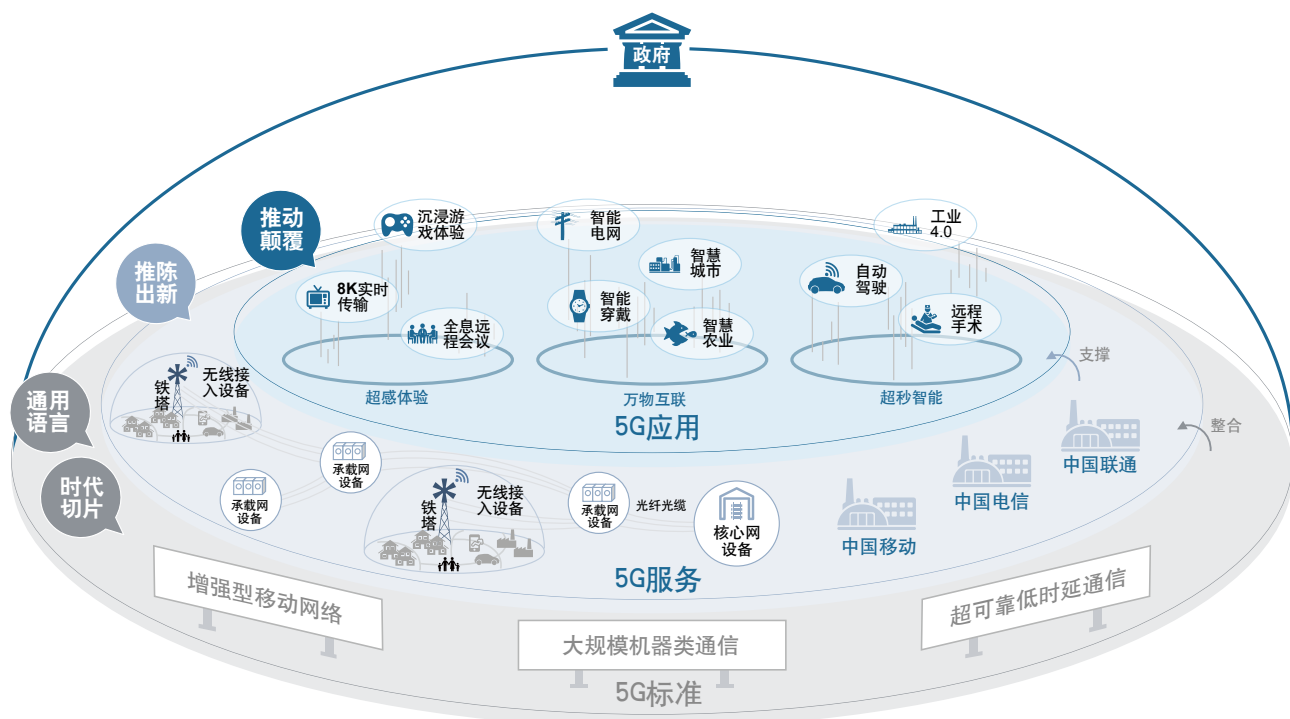 政府
推动
颠覆
沉浸游
戏体验
智能
电网
工业
4.0
推陈
出新
8K实时
传输
智慧
城市
自动
驾驶
全息远
程会议
智能
穿戴
智慧
农业
远程
手术
支撑
超感体验
万物互联
超秒智能
5G应用
通用
语言
铁
塔
无线接
入设备
整合
时代
切片
承载网
设备
承载网
设备
铁
塔
无线接
入设备
承载网
设备
光纤光缆
核心网
设备
中国移动
中国电信
中国联通
5G服务
增强型移动网络
大规模机器类通信
超可靠低时延通信
5G标准